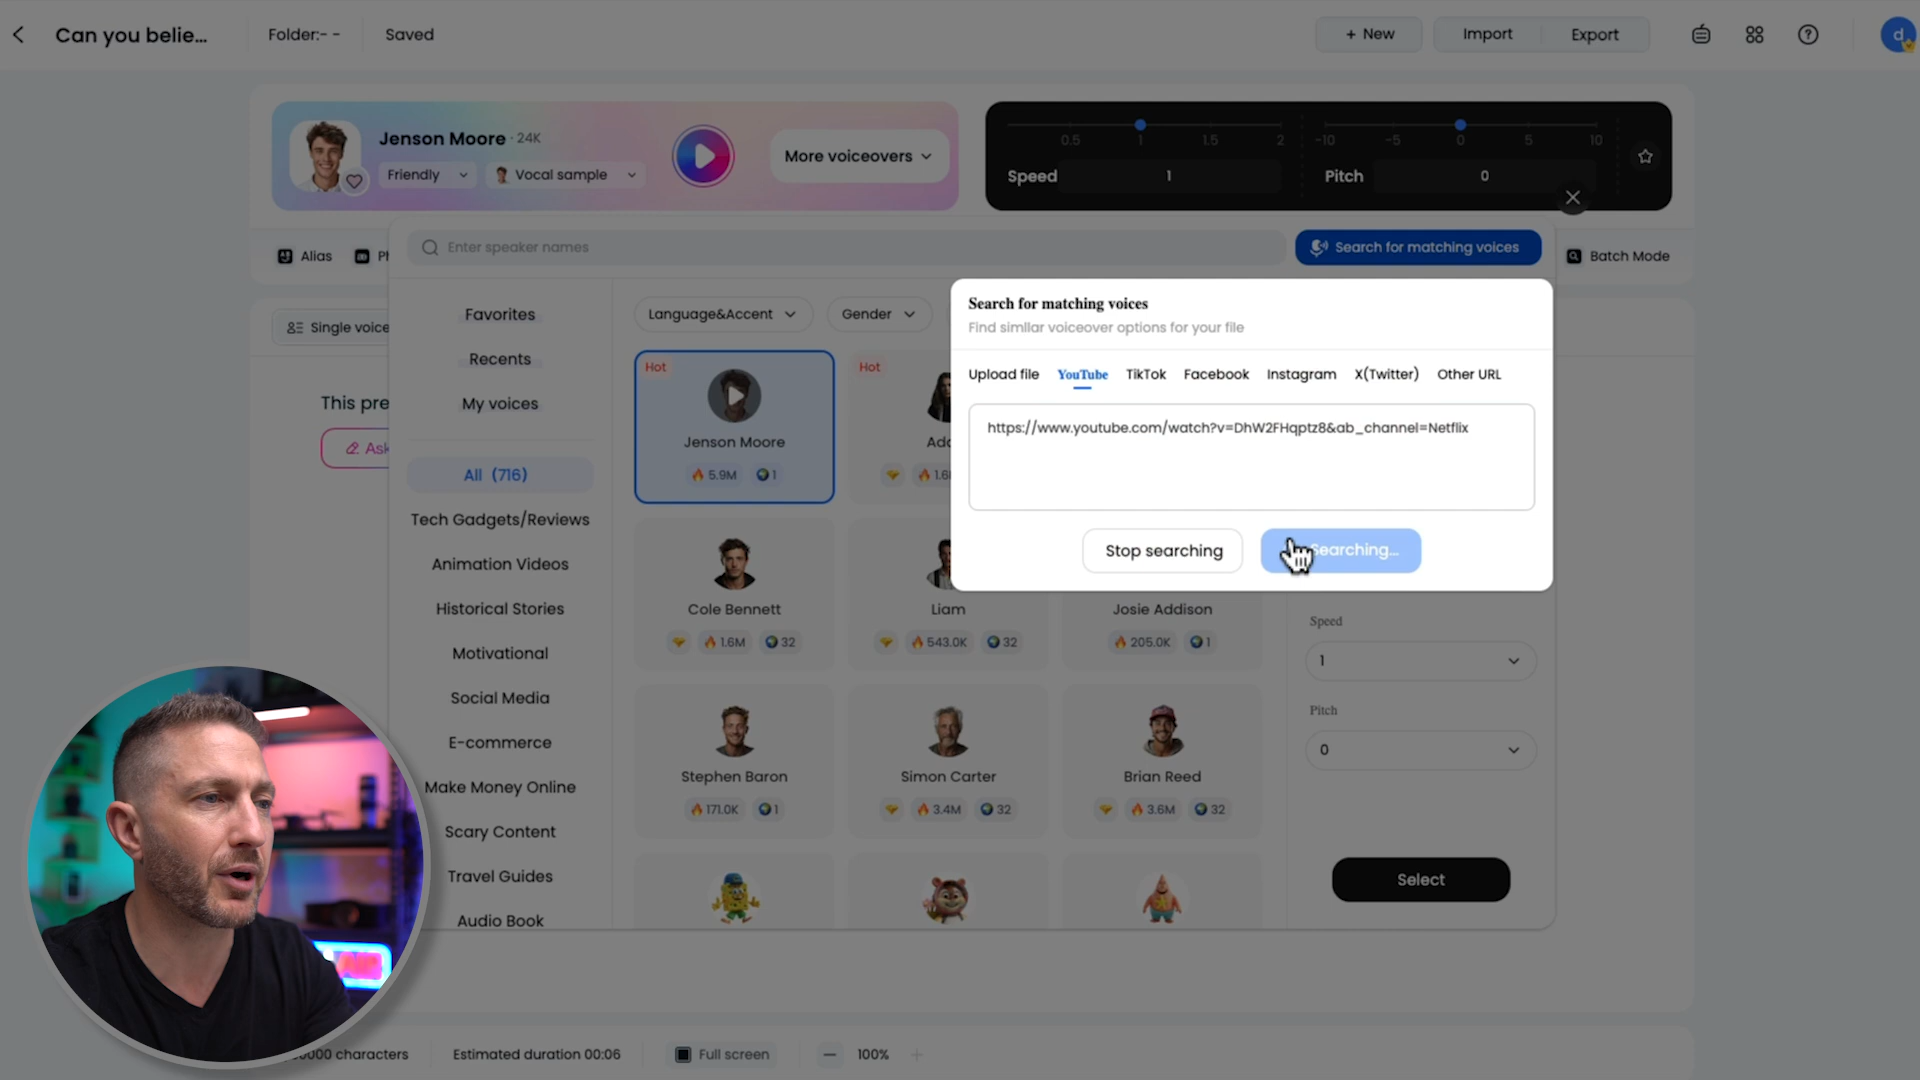 Can you belie...
Folder:- -
Saved
+ New
Import
Export
d
Jenson Moore · 24K
Friendly
Vocal sample
More voiceovers
0.5 1 1.5 2
Speed 1
-10 -5 0 5 10
Pitch 0
Alias
Enter speaker names
Search for matching voices
Batch Mode
Single voice
This pre
Ask
Favorites
Recents
My voices
All (716)
Tech Gadgets/Reviews
Animation Videos
Historical Stories
Motivational
Social Media
E-commerce
Make Money Online
Scary Content
Travel Guides
Audio Book
Language&Accent
Gender
Hot
Jenson Moore
5.9M 1
Hot
Ad
1.6
Cole Bennett
1.6M 32
Liam
543.0K 32
Josie Addison
205.0K 1
Stephen Baron
171.0K 1
Simon Carter
3.4M 32
Brian Reed
3.6M 32
Search for matching voices
Find simllar voiceover options for your file
Upload file YouTube TikTok Facebook Instagram X(Twitter) Other URL
https://www.youtube.com/watch?v=DhW2FHqptz8&ab_channel=Netflix
Stop searching
Searching...
Speed
1
Pitch
0
Select
0000 characters
Estimated duration 00:06
Full screen
100%